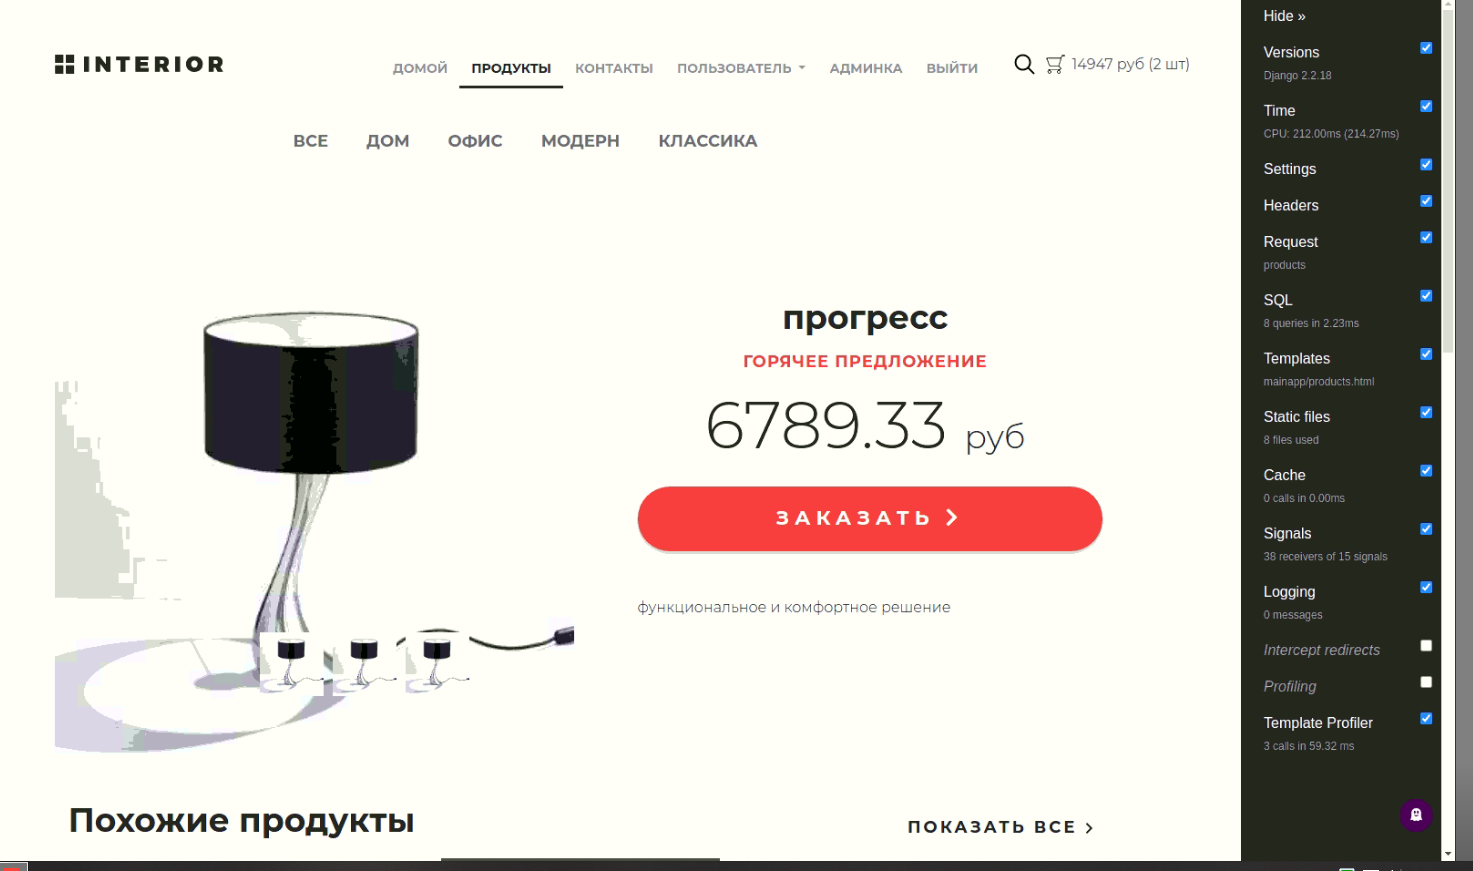 INTERIOR
ДОМОЙ ПРОДУКТЫ КОНТАКТЫ ПОЛЬЗОВАТЕЛЬ АДМИНКА ВЫЙТИ
14947 руб (2 шт)
ВСЕ ДОМ ОФИС МОДЕРН КЛАССИКА
прогресс
ГОРЯЧЕЕ ПРЕДЛОЖЕНИЕ
6789.33 руб
ЗАКАЗАТЬ
функциональное и комфортное решение
Похожие продукты
ПОКАЗАТЬ ВСЕ
Hide »
Versions
Django 2.2.18
Time
CPU: 212.00ms (214.27ms)
Settings
Headers
Request
products
SQL
8 queries in 2.23ms
Templates
mainapp/products.html
Static files
8 files used
Cache
0 calls in 0.00ms
Signals
38 receivers of 15 signals
Logging
0 messages
Intercept redirects
Profiling
Template Profiler
3 calls in 59.32 ms